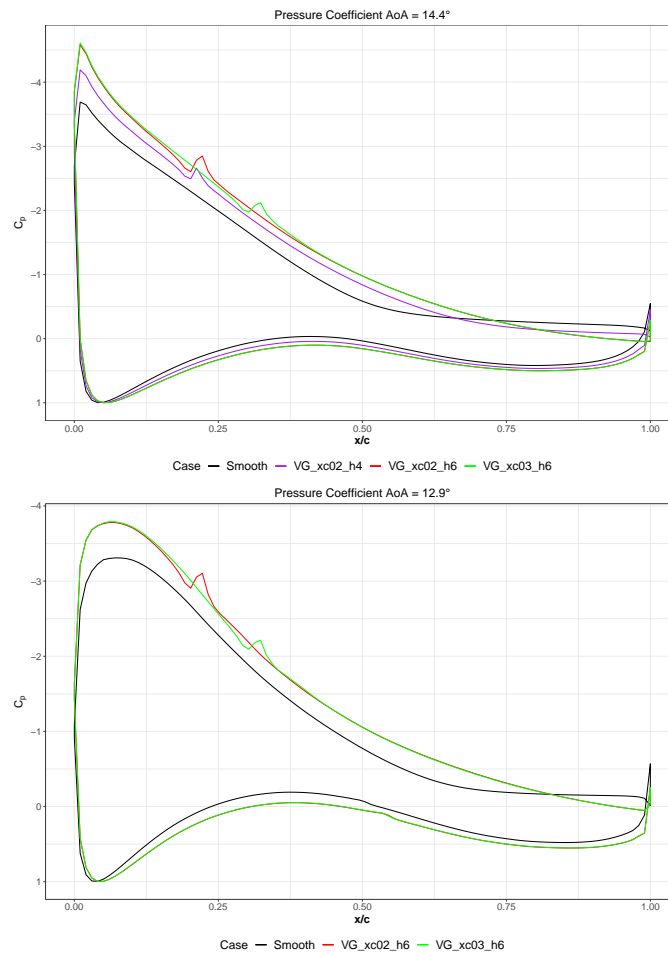 Pressure Coefficient AoA = 14.4°
−4
−3
−2
−1
0
1
Cp
0.00 0.25 0.50 0.75 1.00
x/c
Case Smooth VG_xc02_h4 VG_xc02_h6 VG_xc03_h6
Pressure Coefficient AoA = 12.9°
−4
−3
−2
−1
0
1
Cp
0.00 0.25 0.50 0.75 1.00
x/c
Case Smooth VG_xc02_h6 VG_xc03_h6